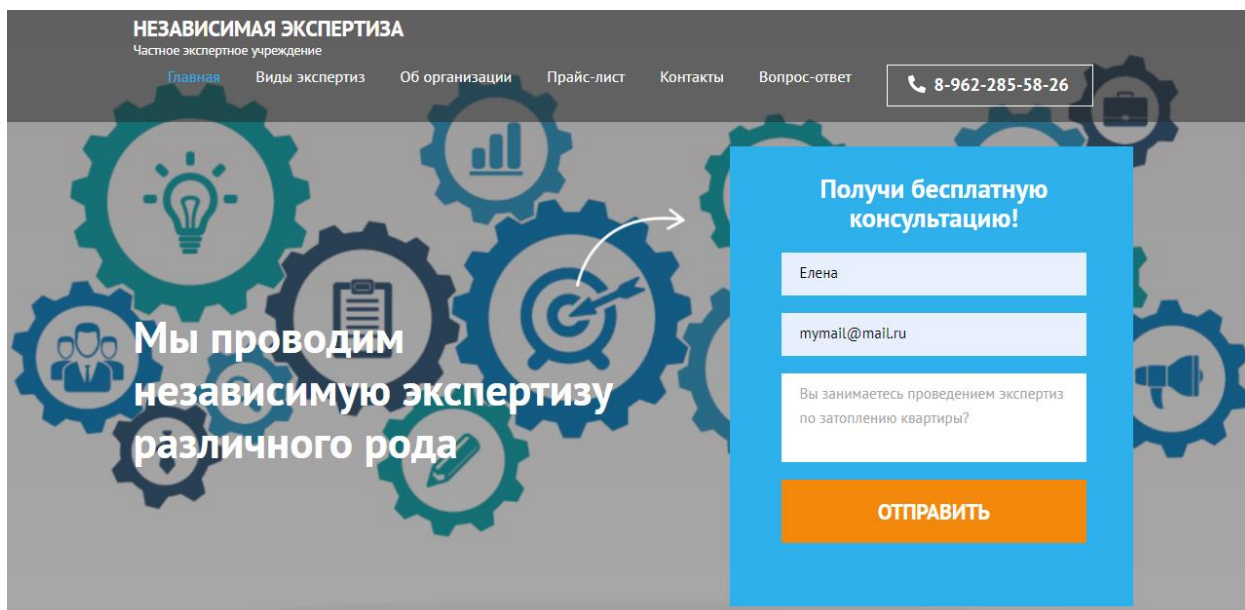 НЕЗАВИСИМАЯ ЭКСПЕРТИЗА
Частное экспертное учреждение
Главная Виды экспертиз Об организации Прайс-лист Контакты Вопрос-ответ 8-962-285-58-26
Мы проводим
независимую экспертизу
различного рода
Получи бесплатную
консультацию!
Елена
mymail@mail.ru
Вы занимаетесь проведением экспертиз
по затоплению квартиры?
ОТПРАВИТЬ